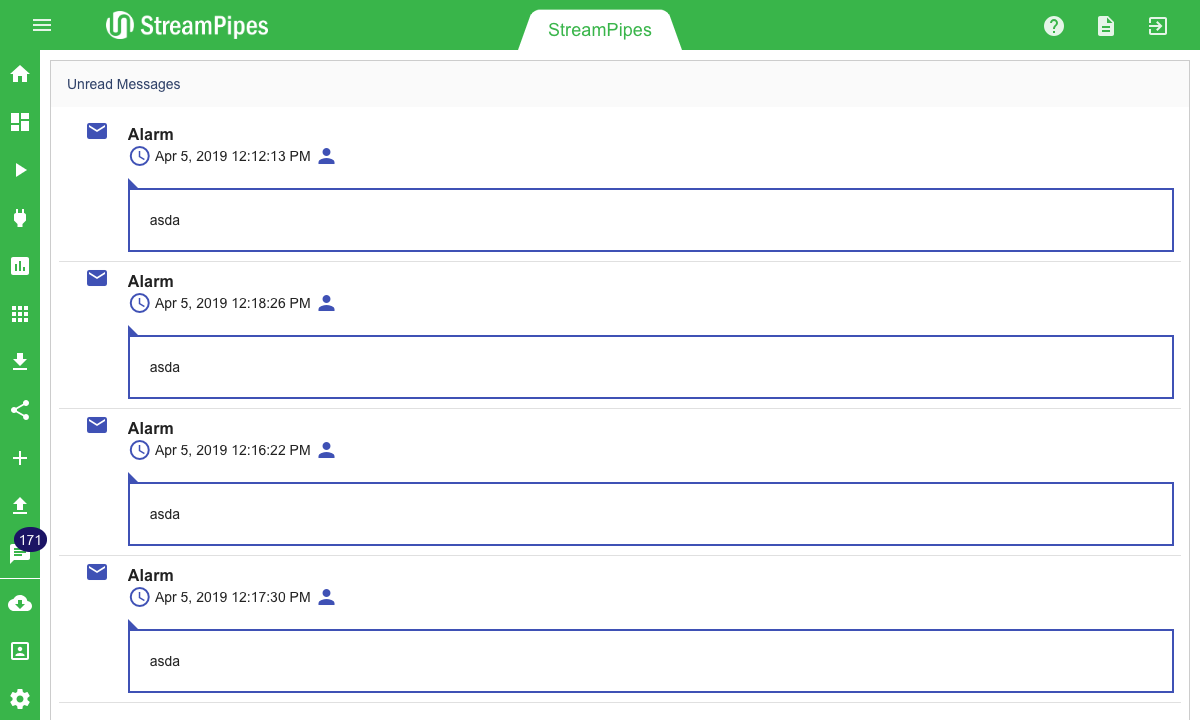 StreamPipes
StreamPipes
Unread Messages
Alarm
Apr 5, 2019 12:12:13 PM
asda
Alarm
Apr 5, 2019 12:18:26 PM
asda
Alarm
Apr 5, 2019 12:16:22 PM
asda
171
Alarm
Apr 5, 2019 12:17:30 PM
asda